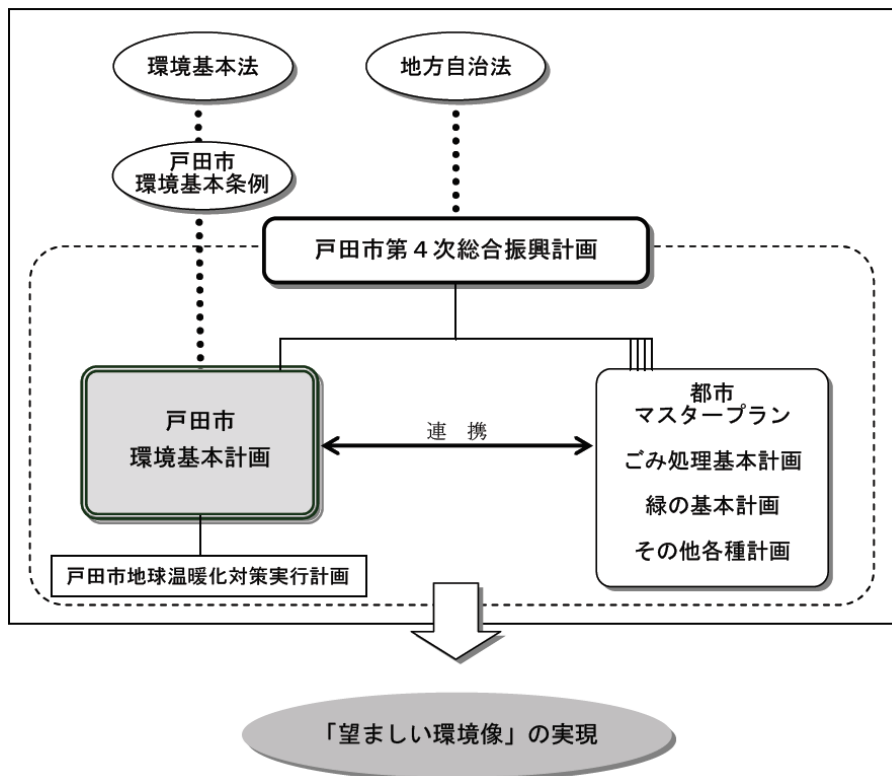 環境基本法
地方自治法
戸田市
環境基本条例
戸田市第4次総合振興計画
戸田市
環境基本計画
連 携
都市
マスタープラン
ごみ処理基本計画
緑の基本計画
その他各種計画
戸田市地球温暖化対策実行計画
「望ましい環境像」の実現